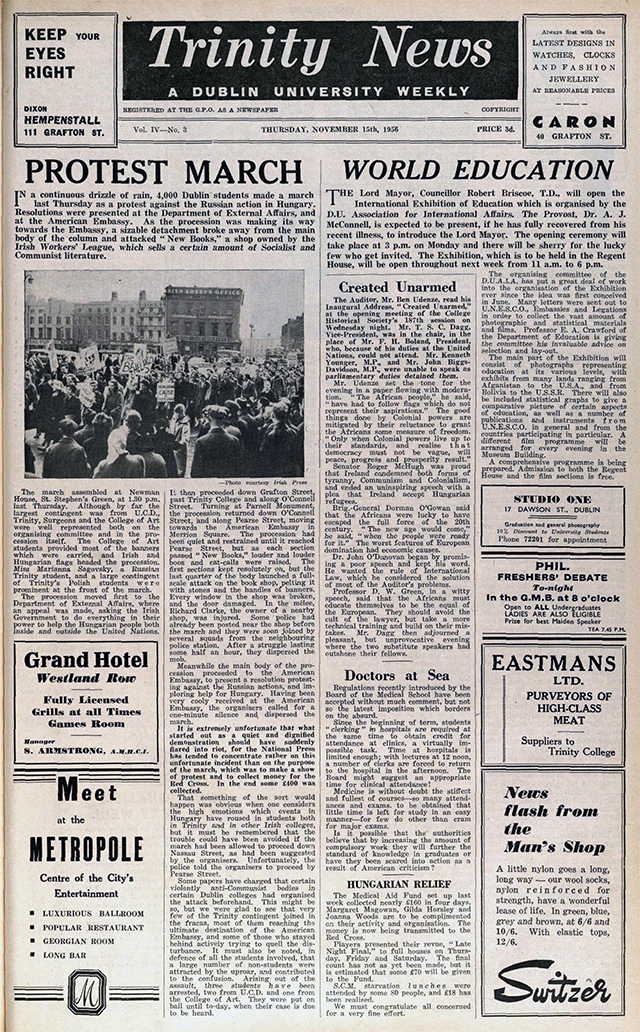 KEEP YOUR
EYES
RIGHT
DIXON
HEMPENSTALL
111 GRAFTON ST.
Trinity News
A DUBLIN UNIVERSITY WEEKLY
REGISTERED AT THE G.P.O. AS A NEWSPAPER
COPYRIGHT
Vol. IV—No. 3
THURSDAY, NOVEMBER 15th, 1956
PRICE 3d.
Always first with the
LATEST DESIGNS IN
WATCHES, CLOCKS
AND FASHION
JEWELLERY
AT REASONABLE PRICES
CARON
40 GRAFTON ST.
PROTEST MARCH
IN a continuous drizzle of rain, 4,000 Dublin students made a march
last Thursday as a protest against the Russian action in Hungary.
Resolutions were presented at the Department of External Affairs, and
at the American Embassy. As the procession was making its way
towards the Embassy, a sizable detachment broke away from the main
body of the column and attacked "New Books," a shop owned by the
Irish Workers' League, which sells a certain amount of Socialist and
Communist literature.
IRISH SHELL OFFICE
—Photo courtesy Irish Press
The march assembled at Newman
House, St. Stephen's Green, at 1.30 p.m.
last Thursday. Although by far the
largest contingent was from U.C.D.,
Trinity, Surgeons and the College of Art
were well represented both on the
organising committee and in the pro-
cession itself. The College of Art
students provided most of the banners
which were carried, and Irish and
Hungarian flags headed the procession.
Miss Marianna Sagovsky, a Russian
Trinity student, and a large contingent
of Trinity's Polish students were
prominent at the front of the march.
The procession moved first to the
Department of External Affairs, where
an appeal was made, asking the Irish
Government to do everything in their
power to help the Hungarian people both
inside and outside the United Nations.
It then proceeded down Grafton Street,
past Trinity College and along O'Connell
Street. Turning at Parnell Monument,
the procession returned down O'Connell
Street, and along Pearse Street, moving
towards the American Embassy in
Merrion Square. The procession had
been quiet and restrained until it reached
Pearse Street, but as each section
passed "New Books," louder and louder
boos and cat-calls were raised. The
first sections kept resolutely on, but the
last quarter of the body launched a full-
scale attack on the book shop, pelting it
with stones and the handles of banners.
Every window in the shop was broken,
and the door damaged. In the mêlée,
Richard Clarke, the owner of a nearby
shop, was injured. Some police had
already been posted near the shop before
the march and they were soon joined by
several squads from the neighbouring
police station. After a struggle lasting
some half an hour, they dispersed the
mob.
Meanwhile the main body of the pro-
cession proceeded to the American
Embassy, to present a resolution protest-
ing against the Russian actions, and im-
ploring help for Hungary. Having been
very cooly received at the American
Embassy, the organisers called for a
one-minute silence and dispersed the
march.
It is extremely unfortunate that what
started out as a quiet and dignified
demonstration should have suddenly
flared into riot, for the National Press
has tended to concentrate rather on this
unfortunate incident than on the purpose
of the march, which was to make a show
of protest and to collect money for the
Red Cross. In the end some £400 was
collected.
That something of the sort would
happen was obvious when one considers
the high emotions which events in
Hungary have roused in students both
in Trinity and in other Irish colleges,
but it must be remembered that the
trouble could have been avoided if the
march had been allowed to proceed down
Nassau Street, as had been suggested
by the organisers. Unfortunately, the
police told the organisers to proceed by
Pearse Street.
Some papers have charged that certain
violently anti-Communist bodies in
certain Dublin colleges had organised
the attack beforehand. This might be
so, but we were glad to see that very
few of the Trinity contingent joined in
the fracas, most of them reaching the
ultimate destination of the American
Embassy, and some of those who stayed
behind actively trying to quell the dis-
turbance. It must also be noted, in
defence of all the students involved, that
a large number of non-students were
attracted by the uproar, and contributed
to the confusion. Arising out of the
assault, three students have been
arrested, two from U.C.D. and one from
the College of Art. They were put on
bail until to-day, when their case is due
to be heard.
Grand Hotel
Westland Row
Fully Licensed
Grills at all Times
Games Room
Manager
S. ARMSTRONG, A.M.H.C.I.
Meet
at the
METROPOLE
Centre of the City's
Entertainment
LUXURIOUS BALLROOM
POPULAR RESTAURANT
GEORGIAN ROOM
LONG BAR
M
WORLD EDUCATION
THE Lord Mayor, Councillor Robert Briscoe, T.D., will open the
International Exhibition of Education which is organised by the
D.U. Association for International Affairs. The Provost, Dr. A. J.
McConnell, is expected to be present, if he has fully recovered from his
recent illness, to introduce the Lord Mayor. The opening ceremony will
take place at 3 p.m. on Monday and there will be sherry for the lucky
few who get invited. The Exhibition, which is to be held in the Regent
House, will be open throughout next week from 11 a.m. to 6 p.m.
Created Unarmed
The Auditor, Mr. Ben Udenze, read his
Inaugural Address, "Created Unarmed,"
at the opening meeting of the College
Historical Society's 187th session on
Wednesday night. Mr. T. S. C. Dagg,
Vice-President, was in the chair, in the
place of Mr. F. H. Boland, President,
who, because of his duties at the United
Nations, could not attend. Mr. Kenneth
Younger, M.P., and Mr. John Biggs-
Davidson, M.P., were unable to speak as
parliamentary duties detained them.
Mr. Udenze set the tone for the
evening in a paper flowing with modera-
tion. "The African people," he said,
"have had to follow flags which do not
represent their aspirations." The good
things done by Colonial powers are
mitigated by their reluctance to grant
the Africans some measure of freedom.
"Only when Colonial powers live up to
their standards, and realise that
democracy must not be vague, will
peace, progress and prosperity result."
Senator Roger McHugh was proud
that Ireland condemned both forms of
tyranny, Communism and Colonialism,
and ended an uninspiring speech with a
plea that Ireland accept Hungarian
refugees.
Brig.-General Dorman O'Gowan said
that the Africans were lucky to have
escaped the full force of the 20th
century. "The new age would come,"
he said, "when the people were ready
for it." The worst features of European
domination had economic causes.
Dr. John O'Donovan began by promis-
ing a poor speech and kept his word.
He wanted the rule of International
Law, which he considered the solution
of most of the Auditor's problems.
Professor D. W. Green, in a witty
speech, said that the Africans must
educate themselves to be the equal of
the European. They should avoid the
cult of the lawyer, but take a more
technical training and build on their mis-
takes. Mr. Dagg then adjourned a
pleasant, but unprovocative evening
where the two substitute speakers had
outshone their fellows.
Doctors at Sea
Regulations recently introduced by the
Board of the Medical School have been
accepted without much comment, but not
so the latest imposition which borders
on the absurd.
Since the beginning of term, students
"clerking" in hospitals are required at
the same time to obtain credit for
attendance at clinics, a virtually im-
possible task. Time at hospitals is
limited enough; with lectures at 12 noon,
a number of clerks are forced to return
to the hospital in the afternoon. The
Board might suggest an appropriate
time for clinical attendance!
Medicine is without doubt the stiffest
and fullest of courses—so many attend-
ances and exams. to be obtained that
little time is left for study in an easy
manner—for few do other than cram
for major exams.
Is it possible that the authorities
believe that by increasing the amount of
compulsory work they will further the
standard of knowledge in graduates or
have they been scared into action as a
result of American criticism?
HUNGARIAN RELIEF
The Medical Aid Fund set up last
week collected nearly £160 in four days.
Margaret Magowan, Gilda Horsley and
Joanna Woods are to be complimented
on their activity and organisation. The
money is now being transmitted to the
Red Cross.
Players presented their revue, "Late
Night Final," to full houses on Thurs-
day, Friday and Saturday. The final
count has not as yet been made, but it
is estimated that some £70 will be given
to the Fund.
S.C.M. starvation lunches were
attended by some 80 people, and £18 has
been realised.
We must congratulate all concerned
for a very fine effort.
The organising committee of the
D.U.A.I.A. has put a great deal of work
into the organisation of the Exhibition
ever since the idea was first conceived
in June. Many letters were sent out to
U.N.E.S.C.O., Embassies and Legations
in order to collect the vast amount of
photographic and statistical materials
and films. Professor E. A. Crawford of
the Department of Education is giving
the committee his invaluable advice on
selection and lay-out.
The main part of the Exhibition will
consist of photographs representing
education at its various levels, with
exhibits from many lands ranging from
Afganistan to the U.S.A., and from
Bolivia to the U.S.S.R. There will also
be included statistical graphs to give a
comparative picture of certain aspects
of education, as well as a number of
publications and instruments from
U.N.E.S.C.O. in general and from the
countries participating in particular. A
different film programme will be
arranged for every evening in the
Museum Building.
A comprehensive programme is being
prepared. Admission to both the Regent
House and the film sections is free.
STUDIO ONE
17 DAWSON ST., DUBLIN
Graduation and general photography
10% Discount to University Students
Phone 72201 for appointment
PHIL.
FRESHERS' DEBATE
To-night
In the G.M.B. at 8 o'clock
Open to ALL Undergraduates
LADIES ARE ALSO ELIGIBLE
Prize for best Maiden Speaker
TEA 7.45 P.M.
EASTMANS
LTD.
PURVEYORS OF
HIGH-CLASS
MEAT
Suppliers to
Trinity College
News
flash from
the
Man's Shop
A little nylon goes a long,
long way — our wool socks,
nylon reinforced for
strength, have a wonderful
lease of life. In green, blue,
grey and brown, at 8/6 and
10/6. With elastic tops,
12/6.
Switzer